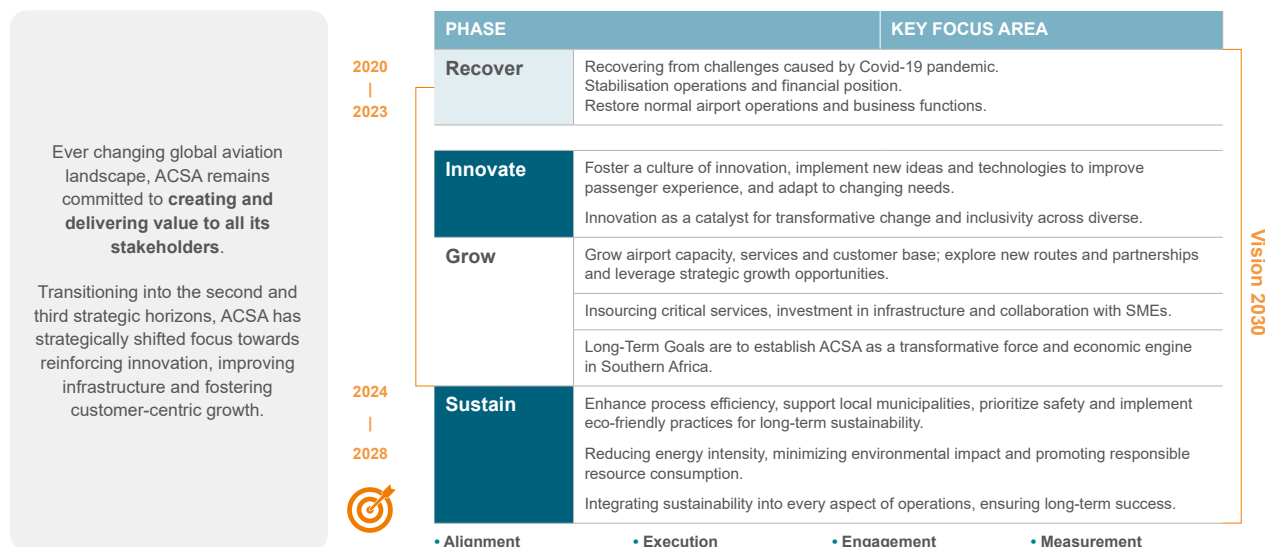 Ever changing global aviation
landscape, ACSA remains
committed to creating and
delivering value to all its
stakeholders.
Transitioning into the second and
third strategic horizons, ACSA has
strategically shifted focus towards
reinforcing innovation, improving
infrastructure and fostering
customer-centric growth.
PHASE
KEY FOCUS AREA
2020
|
2023
Recover
Recovering from challenges caused by Covid-19 pandemic.
Stabilisation operations and financial position.
Restore normal airport operations and business functions.
Innovate
Foster a culture of innovation, implement new ideas and technologies to improve
passenger experience, and adapt to changing needs.
Innovation as a catalyst for transformative change and inclusivity across diverse.
Grow
Grow airport capacity, services and customer base; explore new routes and partnerships
and leverage strategic growth opportunities.
Insourcing critical services, investment in infrastructure and collaboration with SMEs.
Long-Term Goals are to establish ACSA as a transformative force and economic engine
in Southern Africa.
2024
|
2028
Sustain
Enhance process efficiency, support local municipalities, prioritize safety and implement
eco-friendly practices for long-term sustainability.
Reducing energy intensity, minimizing environmental impact and promoting responsible
resource consumption.
Integrating sustainability into every aspect of operations, ensuring long-term success.
Vision 2030
• Alignment
• Execution
• Engagement
• Measurement